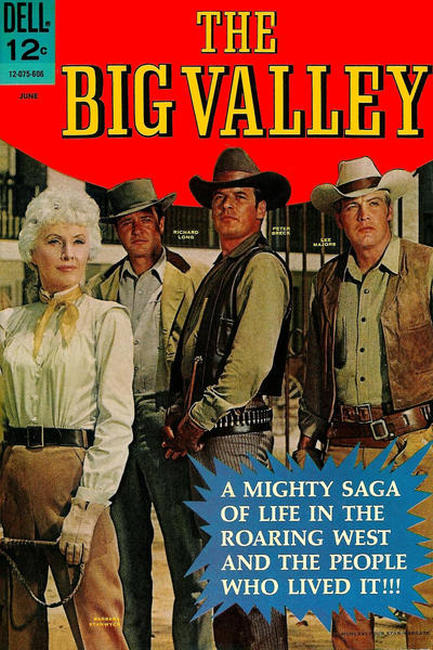 DELL
12c
12-075-606
JUNE
THE
BIG VALLEY
RICHARD
LONG
PETER
BRECK
LEE
MAJORS
BARBARA
STANWYCK
A MIGHTY SAGA
OF LIFE IN THE
ROARING WEST
AND THE PEOPLE
WHO LIVED IT!!!